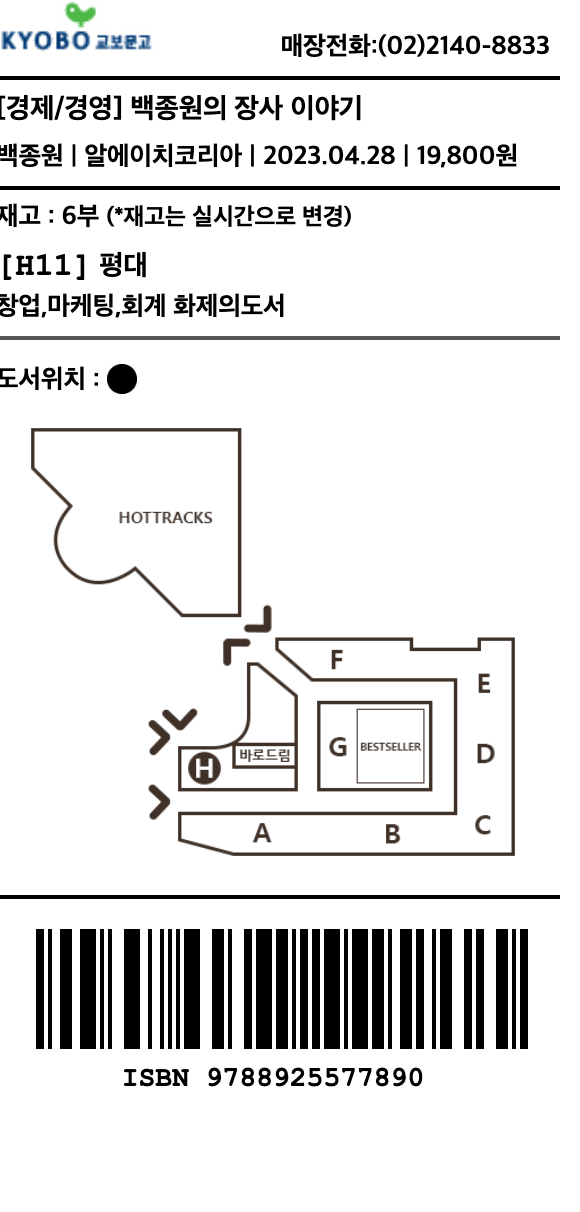 KYOBO 교보문고
매장전화:(02)2140-8833
[경제/경영] 백종원의 장사 이야기
백종원 | 알에이치코리아 | 2023.04.28 | 19,800원
재고 : 6부 (*재고는 실시간으로 변경)
[H11] 평대
창업,마케팅,회계 화제의도서
도서위치 :
HOTTRACKS
F
E
G BESTSELLER
D
H 바로드림
A B C
ISBN 9788925577890